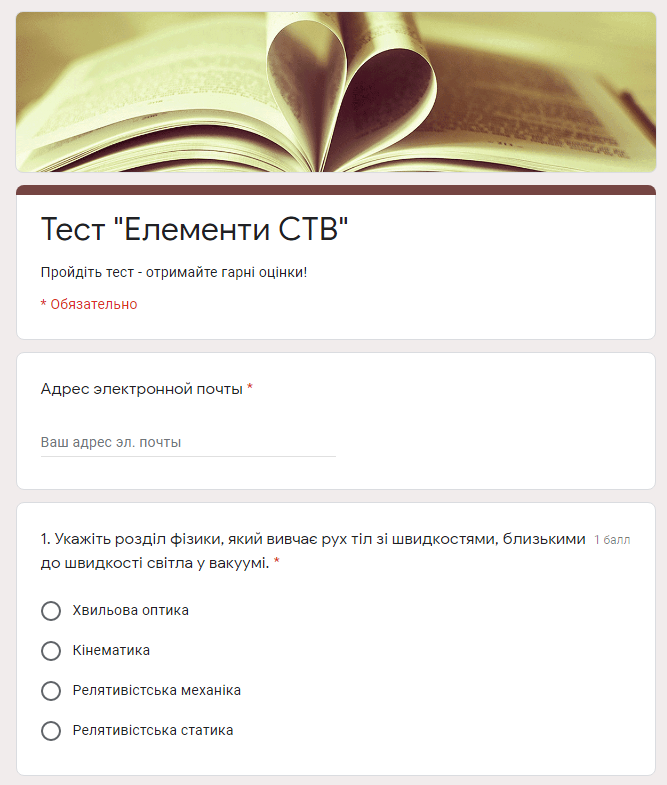 Тест "Елементи СТВ"
Пройдіть тест - отримайте гарні оцінки!
* Обязательно
Адрес электронной почты *
Ваш адрес эл. почты
1. Укажіть розділ фізики, який вивчає рух тіл зі швидкостями, близькими 1 балл
до швидкості світла у вакуумі. *
Хвильова оптика
Кінематика
Релятивістська механіка
Релятивістська статика